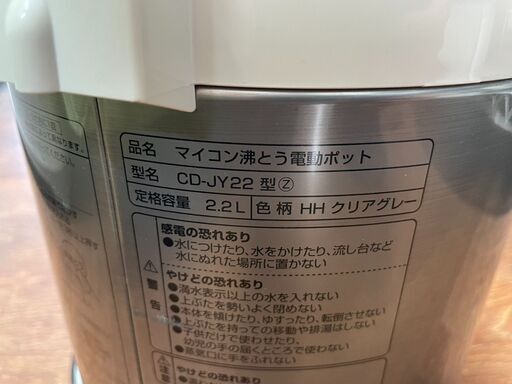 品名 マイコン沸とう電動ポット
型名 CD-JY22 型Ⓩ
定格容量 2.2L 色柄 HH クリアグレー
感電の恐れあり
●水につけたり、水をかけたり、流し台など
水にぬれた場所に置かない
警告
やけどの恐れあり
●満水表示以上の水を入れない
●上ぶたを勢いよく閉めない
●本体を傾けたり、ゆすったり、転倒させない
●上ぶたを持っての移動や排湯はしない
●子供だけで使わせたり、
幼児の手の届くところで使わない
●蒸気口に手をふれない
やけどの恐れあり